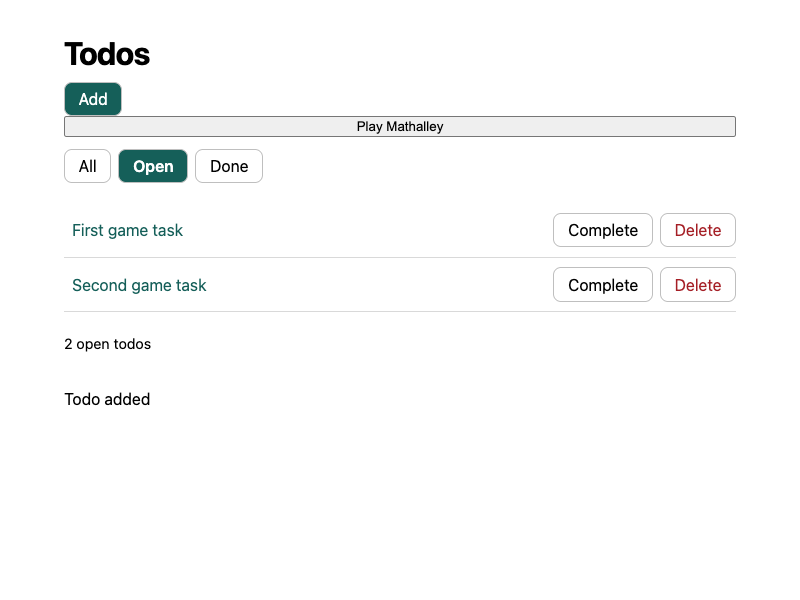 Todos
Add
Play Mathalley
All Open Done
First game task Complete Delete
Second game task Complete Delete
2 open todos
Todo added